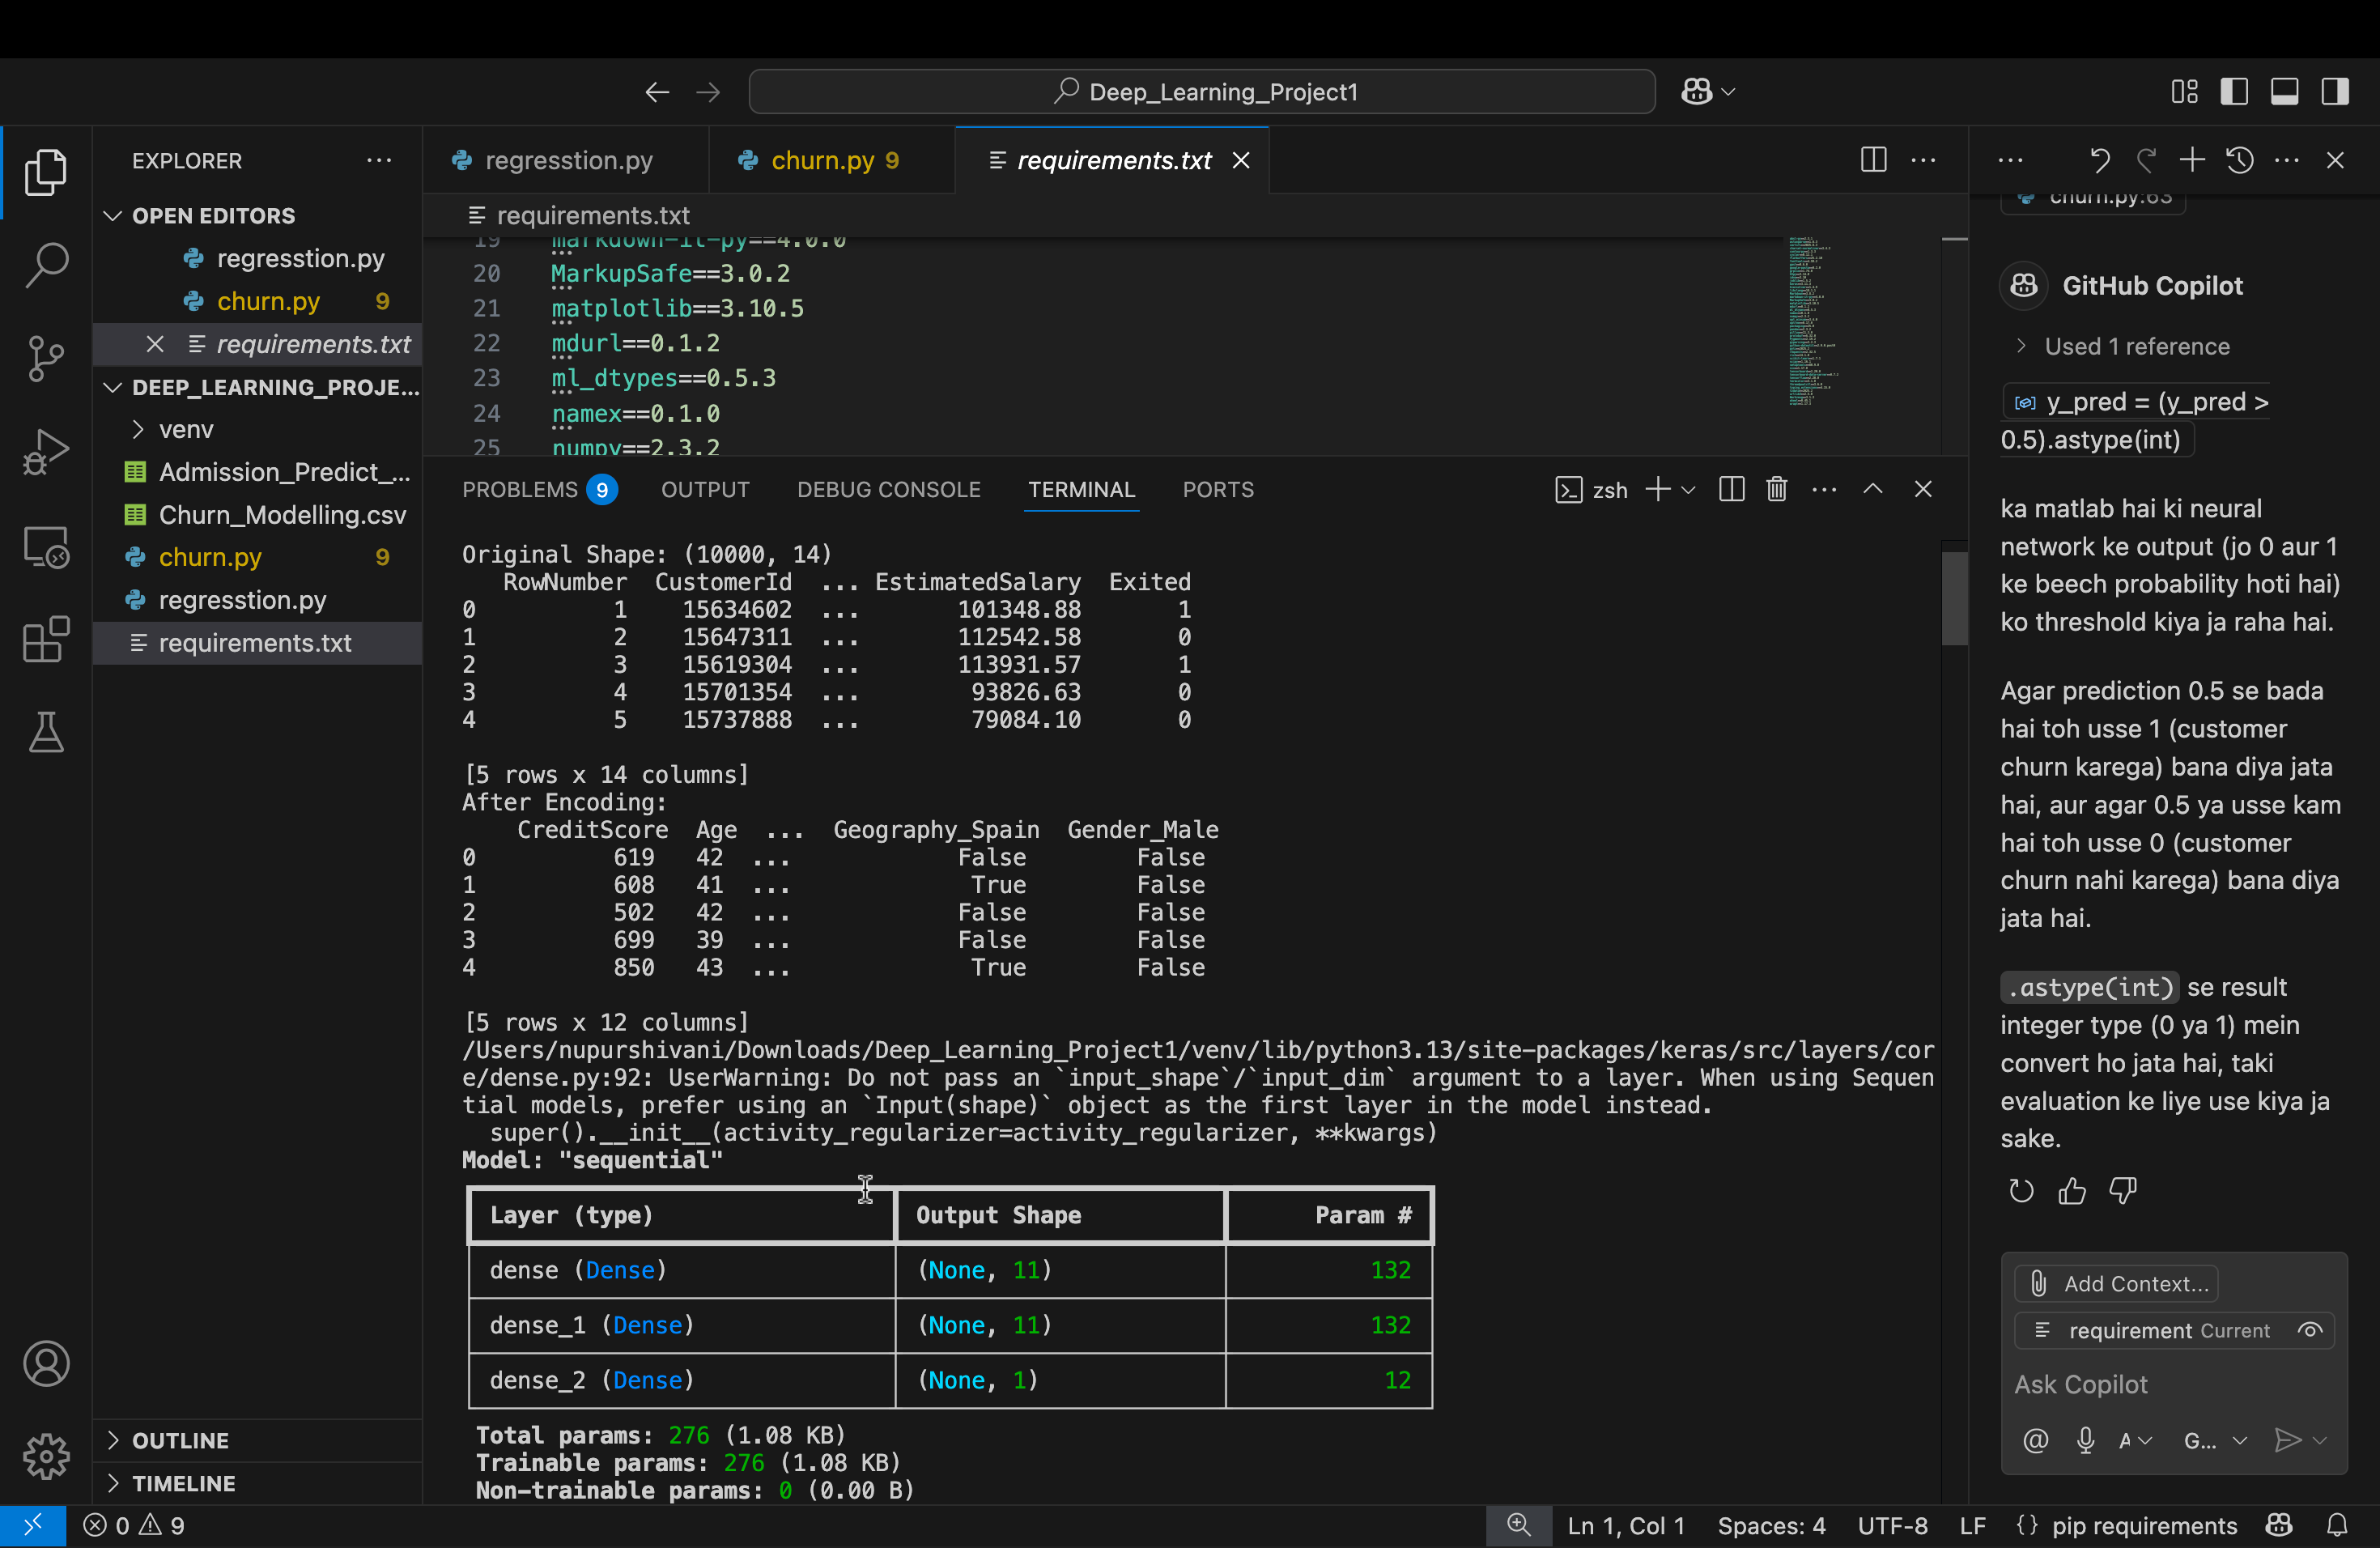 Deep_Learning_Project1
EXPLORER
OPEN EDITORS
regresstion.py
churn.py 9
requirements.txt
DEEP_LEARNING_PROJE...
venv
Admission_Predict_...
Churn_Modelling.csv
churn.py 9
regresstion.py
requirements.txt
OUTLINE
TIMELINE
regresstion.py
churn.py 9
requirements.txt
requirements.txt
19 markdown-it-py==4.0.0
20 MarkupSafe==3.0.2
21 matplotlib==3.10.5
22 mdurl==0.1.2
23 ml_dtypes==0.5.3
24 namex==0.1.0
25 numpy==2.3.2
PROBLEMS 9 OUTPUT DEBUG CONSOLE TERMINAL PORTS
zsh
Original Shape: (10000, 14)
RowNumber CustomerId ... EstimatedSalary Exited
0 1 15634602 ... 101348.88 1
1 2 15647311 ... 112542.58 0
2 3 15619304 ... 113931.57 1
3 4 15701354 ... 93826.63 0
4 5 15737888 ... 79084.10 0
[5 rows x 14 columns]
After Encoding:
CreditScore Age ... Geography_Spain Gender_Male
0 619 42 ... False False
1 608 41 ... True False
2 502 42 ... False False
3 699 39 ... False False
4 850 43 ... True False
[5 rows x 12 columns]
/Users/nupurshivani/Downloads/Deep_Learning_Project1/venv/lib/python3.13/site-packages/keras/src/layers/cor
e/dense.py:92: UserWarning: Do not pass an `input_shape`/`input_dim` argument to a layer. When using Sequen
tial models, prefer using an `Input(shape)` object as the first layer in the model instead.
super().__init__(activity_regularizer=activity_regularizer, **kwargs)
Model: "sequential"
Layer (type) Output Shape Param #
dense (Dense) (None, 11) 132
dense_1 (Dense) (None, 11) 132
dense_2 (Dense) (None, 1) 12
Total params: 276 (1.08 KB)
Trainable params: 276 (1.08 KB)
Non-trainable params: 0 (0.00 B)
churn.py:63
GitHub Copilot
Used 1 reference
y_pred = (y_pred >
0.5).astype(int)
ka matlab hai ki neural
network ke output (jo 0 aur 1
ke beech probability hoti hai)
ko threshold kiya ja raha hai.
Agar prediction 0.5 se bada
hai toh usse 1 (customer
churn karega) bana diya jata
hai, aur agar 0.5 ya usse kam
hai toh usse 0 (customer
churn nahi karega) bana diya
jata hai.
.astype(int) se result
integer type (0 ya 1) mein
convert ho jata hai, taki
evaluation ke liye use kiya ja
sake.
Add Context...
requirement Current
Ask Copilot
A G...
0 9
Ln 1, Col 1 Spaces: 4 UTF-8 LF {} pip requirements